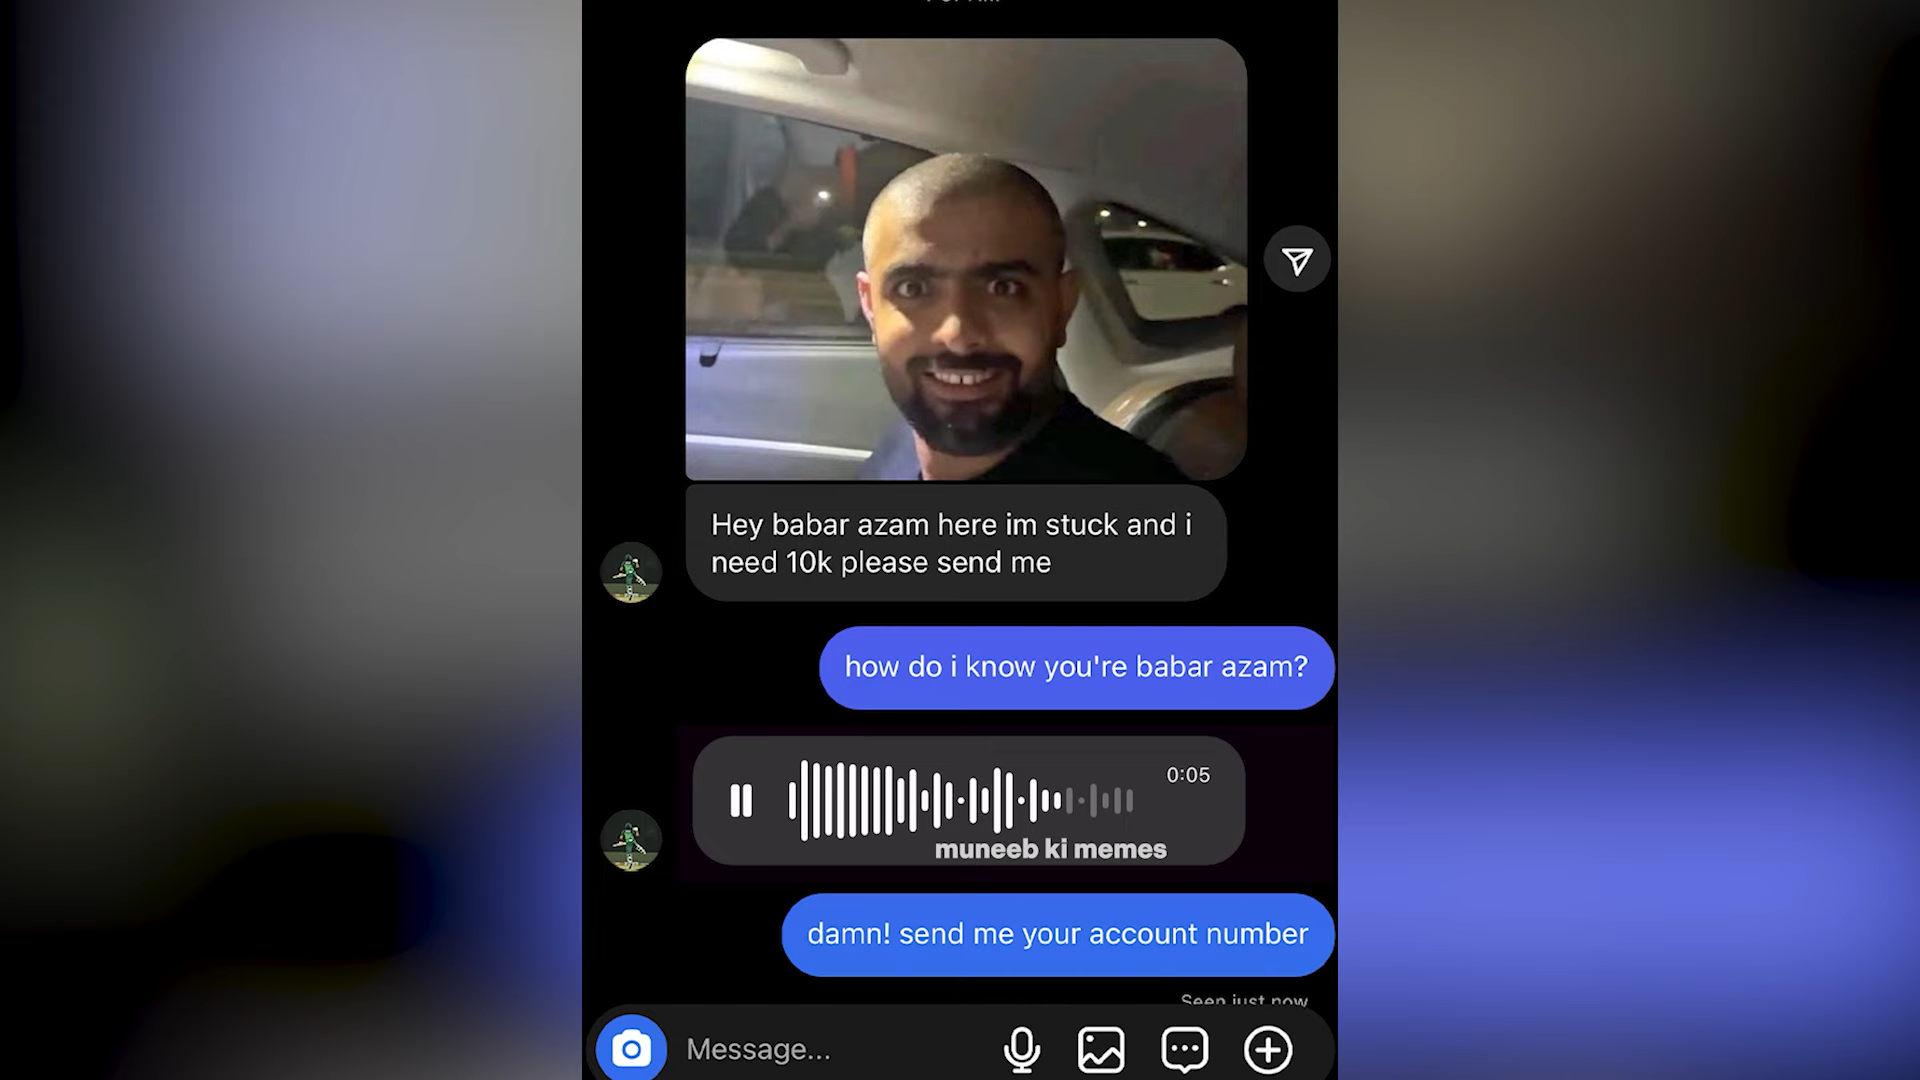 Hey babar azam here im stuck and i
need 10k please send me
how do i know you're babar azam?
0:05
muneeb ki memes
damn! send me your account number
Seen just now
Message...